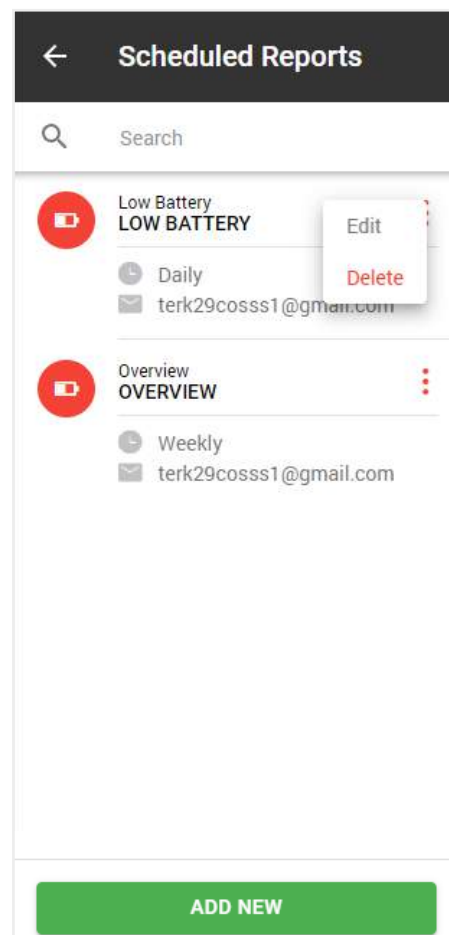 Scheduled Reports
Search
Low Battery
LOW BATTERY
Edit
Daily
Delete
terk29cosss1@gmail.com
Overview
OVERVIEW
Weekly
terk29cosss1@gmail.com
ADD NEW